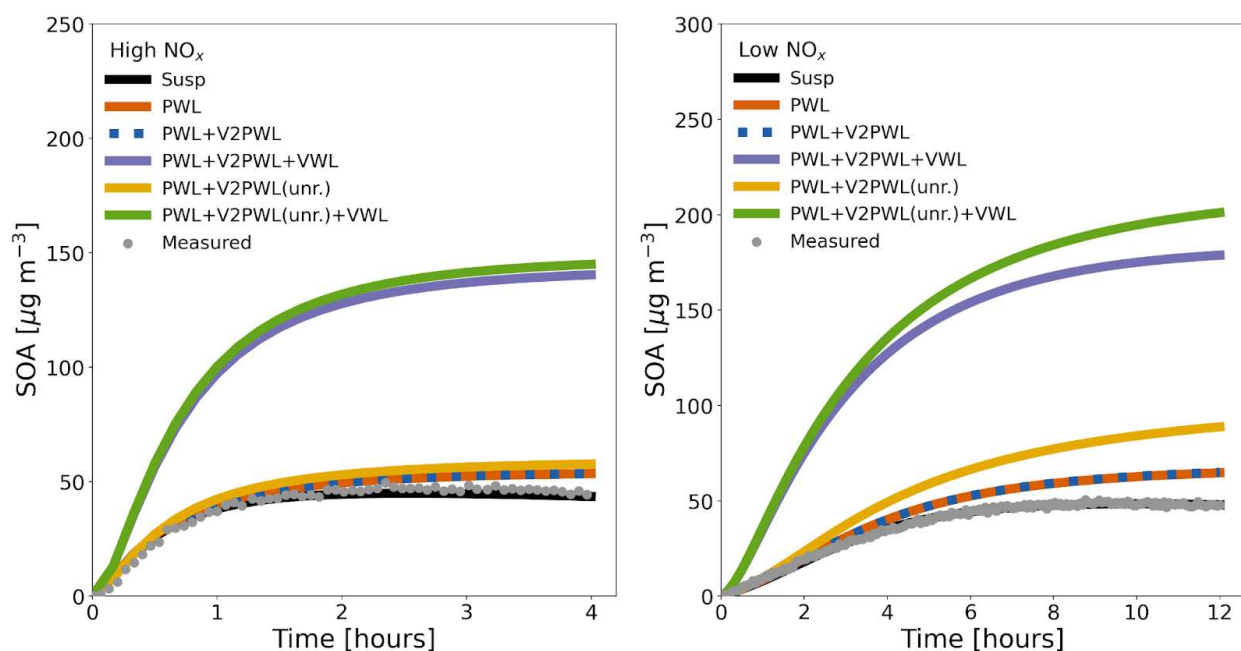 High NOₓ
Susp
PWL
PWL+V2PWL
PWL+V2PWL+VWL
PWL+V2PWL(unr.)
PWL+V2PWL(unr.)+VWL
Measured
SOA [μg m⁻³]
250
200
150
100
50
0
0 1 2 3 4
Time [hours]
Low NOₓ
Susp
PWL
PWL+V2PWL
PWL+V2PWL+VWL
PWL+V2PWL(unr.)
PWL+V2PWL(unr.)+VWL
Measured
SOA [μg m⁻³]
300
250
200
150
100
50
0
0 2 4 6 8 10 12
Time [hours]